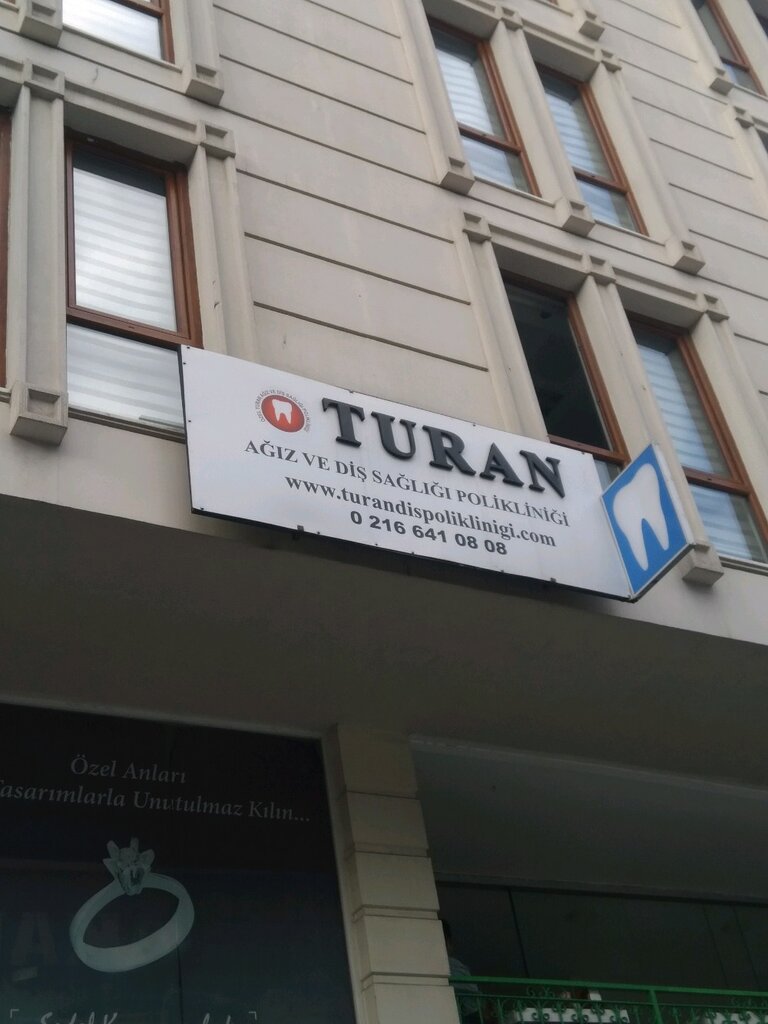 TURAN
AĞIZ VE DİŞ SAĞLIĞI POLİKLİNİĞİ
www.turandispoliklinigi.com
0 216 641 08 08
Özel Anları
Tasarımlarla Unutulmaz Kılın...